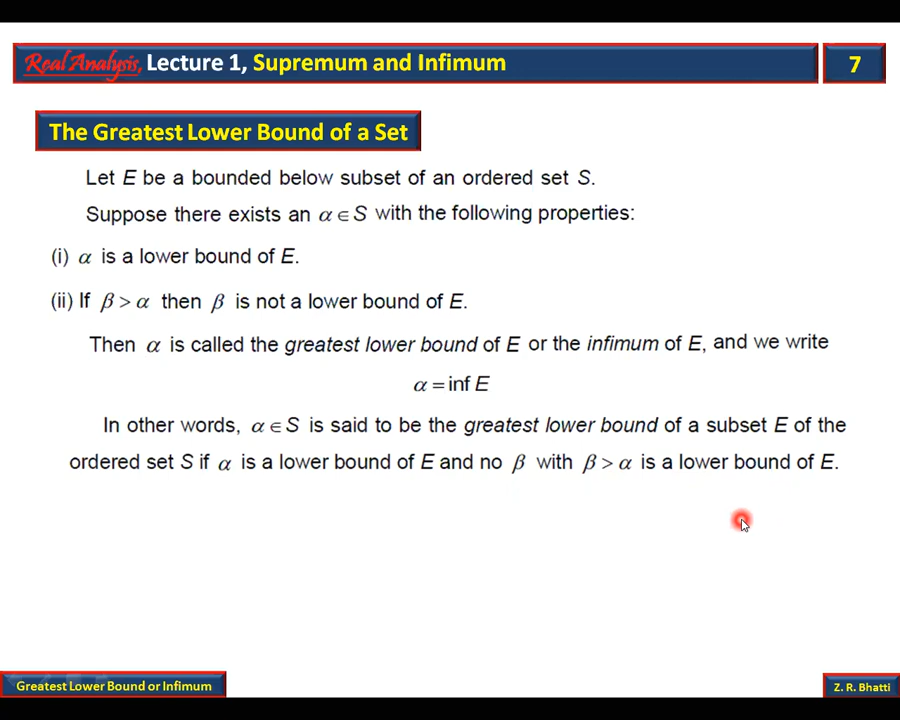 Real Analysis, Lecture 1, Supremum and Infimum
7
The Greatest Lower Bound of a Set
Let E be a bounded below subset of an ordered set S.
Suppose there exists an α ∈ S with the following properties:
(i) α is a lower bound of E.
(ii) If β > α then β is not a lower bound of E.
Then α is called the greatest lower bound of E or the infimum of E, and we write
α = inf E
In other words, α ∈ S is said to be the greatest lower bound of a subset E of the
ordered set S if α is a lower bound of E and no β with β > α is a lower bound of E.
Greatest Lower Bound or Infimum
Z. R. Bhatti